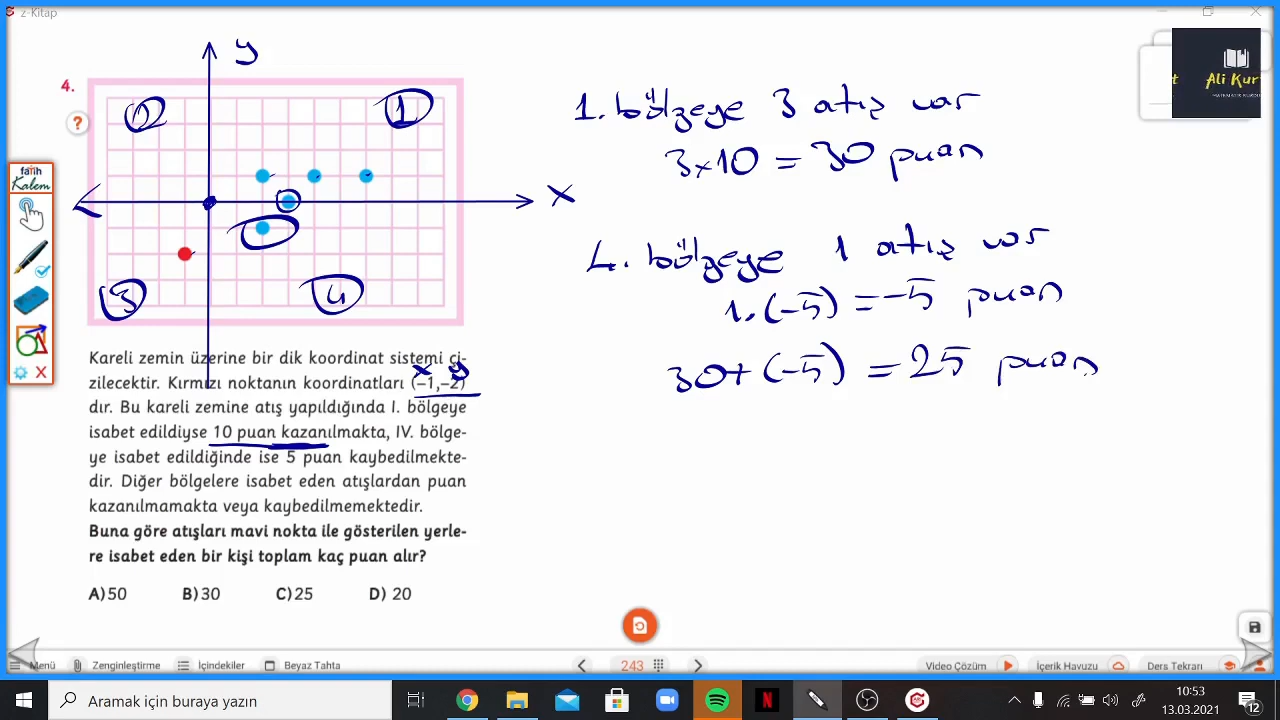 z-Kitap
y
4.
2
1
1. bölgeye 3 atış var
?
3x10 = 30 puan
Ali Kur
fatih
Kalem
x
3
4
4. bölgeye 1 atış var
1.(-5) = -5 puan
30+(-5) = 25 puan
Kareli zemin üzerine bir dik koordinat sistemi çi-
x y
zilecektir. Kırmızı noktanın koordinatları (–1,–2)
dır. Bu kareli zemine atış yapıldığında I. bölgeye
isabet edildiyse 10 puan kazanılmakta, IV. bölge-
ye isabet edildiğinde ise 5 puan kaybedilmekte-
dir. Diğer bölgelere isabet eden atışlardan puan
kazanılmamakta veya kaybedilmemektedir.
Buna göre atışları mavi nokta ile gösterilen yerle-
re isabet eden bir kişi toplam kaç puan alır?
A) 50 B) 30 C) 25 D) 20
Menü Zenginleştirme İçindekiler Beyaz Tahta 243 Video Çözüm İçerik Havuzu Ders Tekrarı
Aramak için buraya yazın
10:53
13.03.2021
12